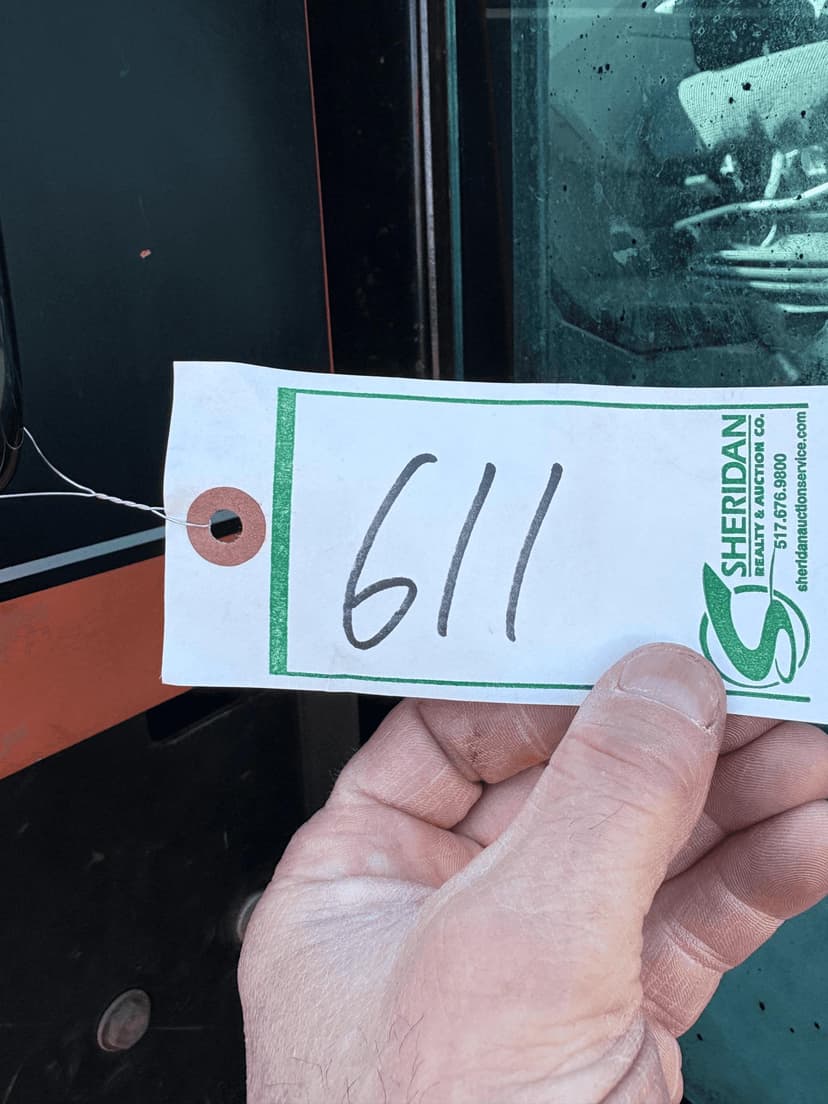 611
SHERIDAN
REALTY & AUCTION CO.
517.676.9800
sheridanauctionservice.com